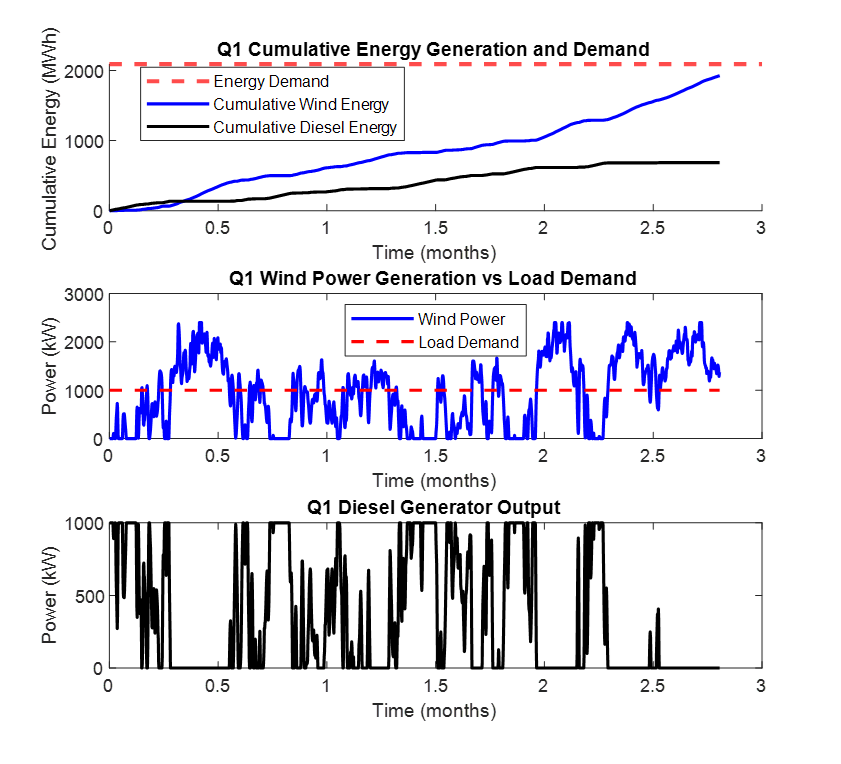 Q1 Cumulative Energy Generation and Demand
Cumulative Energy (MWh)
2000
1000
0
Energy Demand
Cumulative Wind Energy
Cumulative Diesel Energy
0 0.5 1 1.5 2 2.5 3
Time (months)
Q1 Wind Power Generation vs Load Demand
Power (kW)
3000
2000
1000
0
Wind Power
Load Demand
0 0.5 1 1.5 2 2.5 3
Time (months)
Q1 Diesel Generator Output
Power (kW)
1000
500
0
0 0.5 1 1.5 2 2.5 3
Time (months)